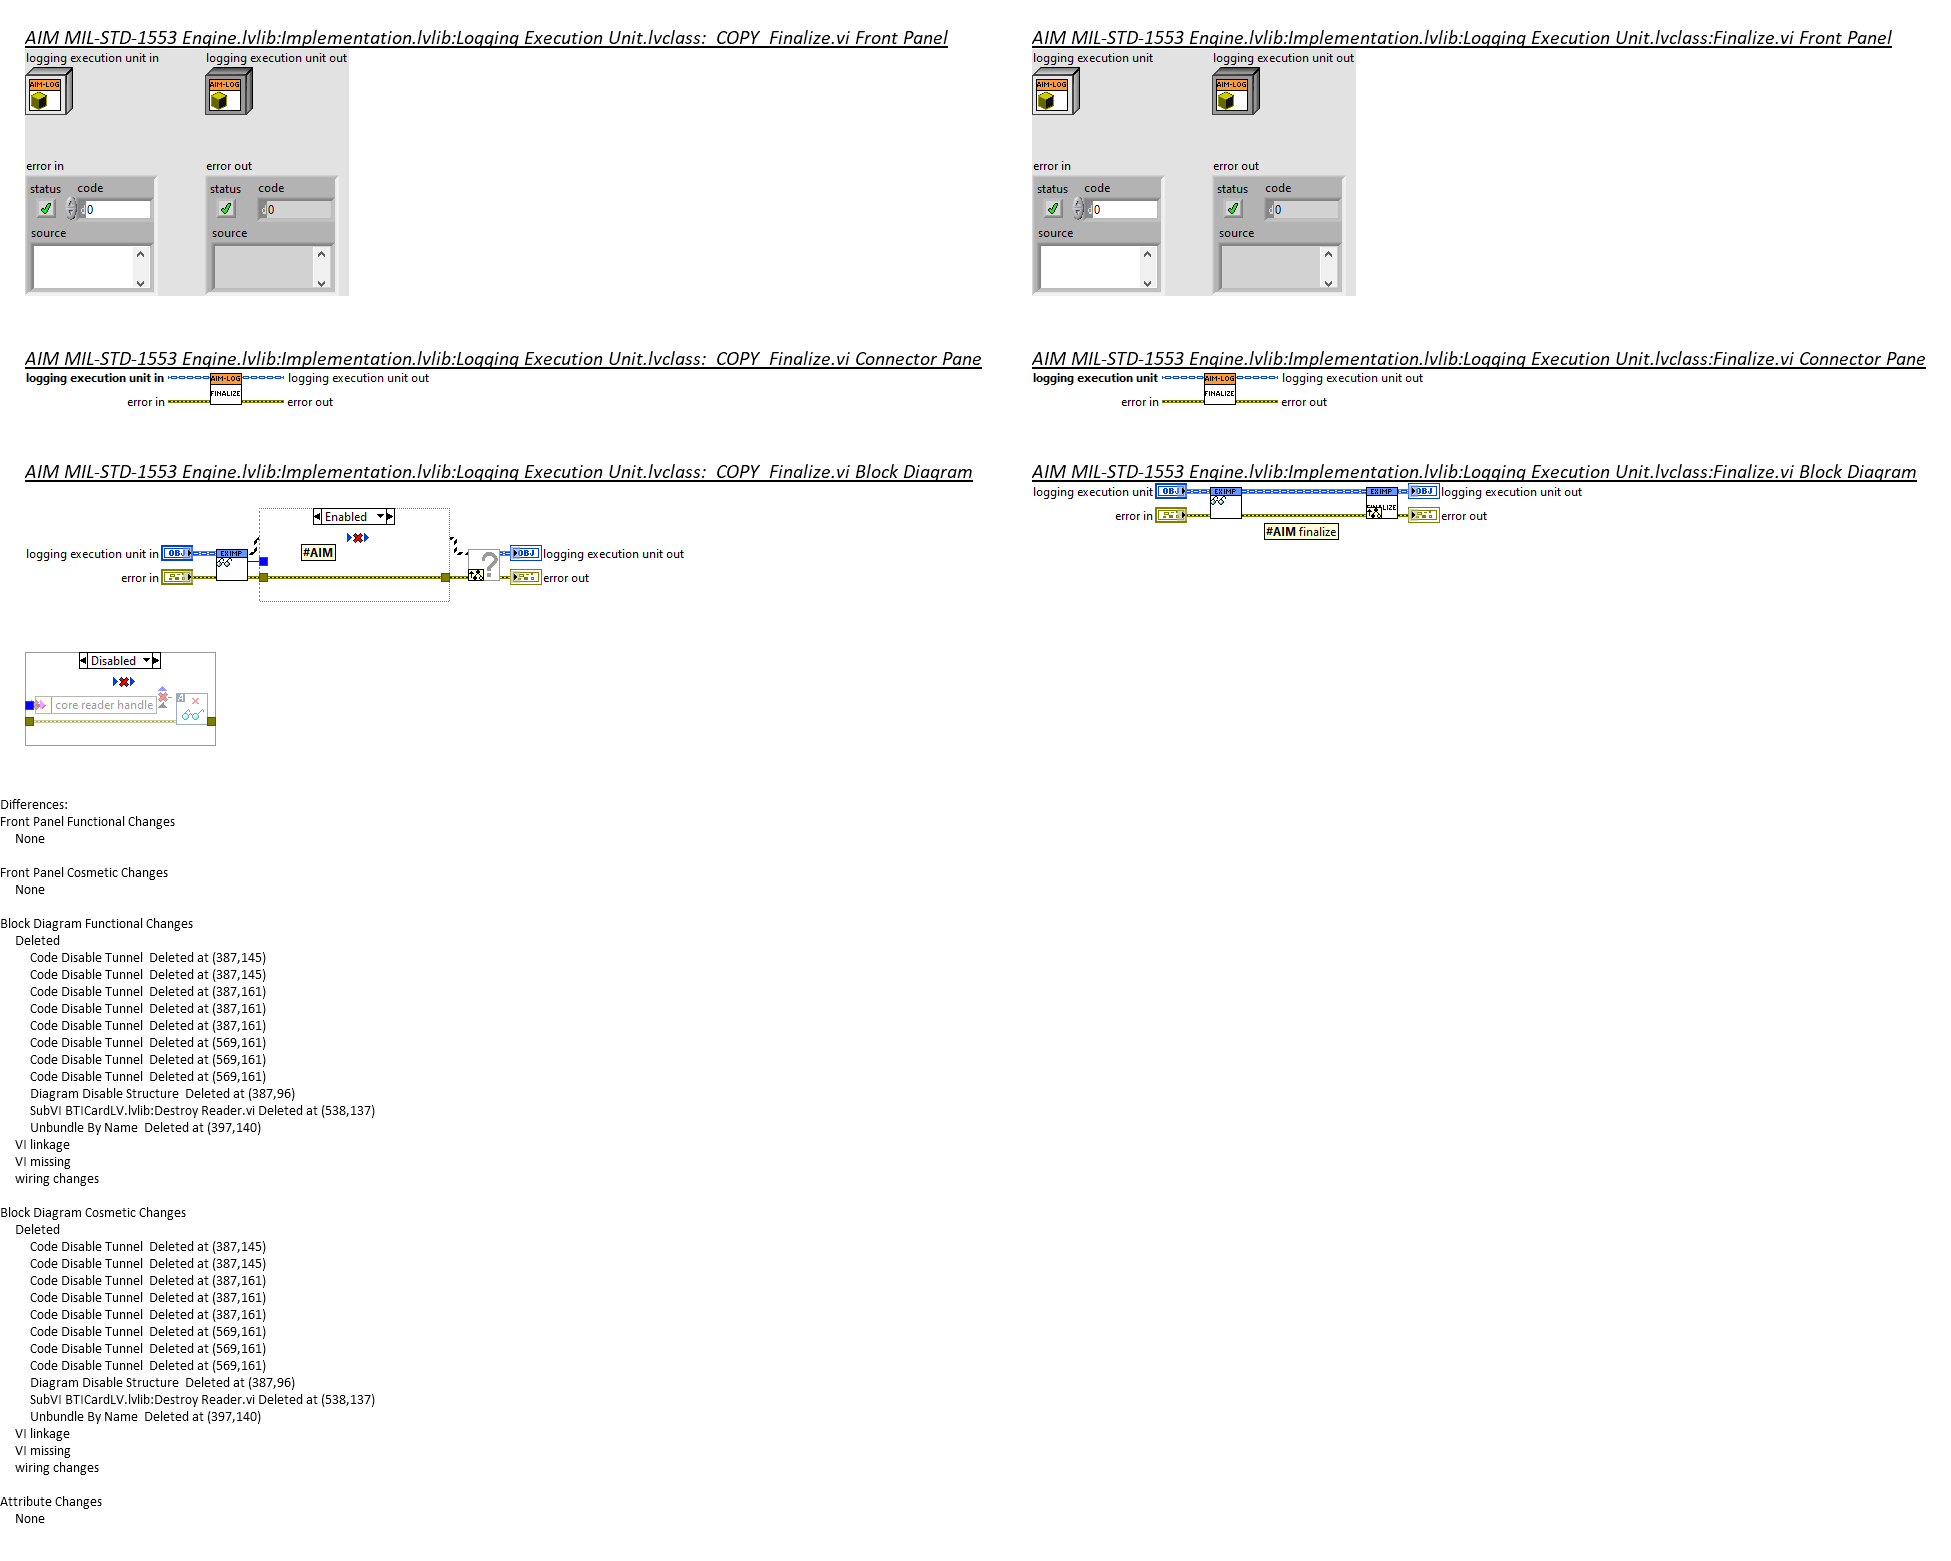 AIM MIL-STD-1553 Engine.lvlib:Implementation.lvlib:Logging Execution Unit.lvclass:_COPY_Finalize.vi Front Panel
logging execution unit in
logging execution unit out
AIM-LOG
AIM-LOG
error in
error out
status
code
status
code
d 0
d 0
source
source
AIM MIL-STD-1553 Engine.lvlib:Implementation.lvlib:Logging Execution Unit.lvclass:_COPY_Finalize.vi Connector Pane
logging execution unit in
AIM-LOG
FINALIZE
logging execution unit out
error in
error out
AIM MIL-STD-1553 Engine.lvlib:Implementation.lvlib:Logging Execution Unit.lvclass:_COPY_Finalize.vi Block Diagram
Enabled
#AIM
logging execution unit in
OBJ
EXIMP
?
OBJ
logging execution unit out
error in
error out
Disabled
core reader handle
Differences:
Front Panel Functional Changes
None
Front Panel Cosmetic Changes
None
Block Diagram Functional Changes
Deleted
Code Disable Tunnel  Deleted at (387,145)
Code Disable Tunnel  Deleted at (387,145)
Code Disable Tunnel  Deleted at (387,161)
Code Disable Tunnel  Deleted at (387,161)
Code Disable Tunnel  Deleted at (387,161)
Code Disable Tunnel  Deleted at (569,161)
Code Disable Tunnel  Deleted at (569,161)
Code Disable Tunnel  Deleted at (569,161)
Diagram Disable Structure  Deleted at (387,96)
SubVI BTICardLV.lvlib:Destroy Reader.vi Deleted at (538,137)
Unbundle By Name  Deleted at (397,140)
VI linkage
VI missing
wiring changes
Block Diagram Cosmetic Changes
Deleted
Code Disable Tunnel  Deleted at (387,145)
Code Disable Tunnel  Deleted at (387,145)
Code Disable Tunnel  Deleted at (387,161)
Code Disable Tunnel  Deleted at (387,161)
Code Disable Tunnel  Deleted at (387,161)
Code Disable Tunnel  Deleted at (569,161)
Code Disable Tunnel  Deleted at (569,161)
Code Disable Tunnel  Deleted at (569,161)
Diagram Disable Structure  Deleted at (387,96)
SubVI BTICardLV.lvlib:Destroy Reader.vi Deleted at (538,137)
Unbundle By Name  Deleted at (397,140)
VI linkage
VI missing
wiring changes
Attribute Changes
None
AIM MIL-STD-1553 Engine.lvlib:Implementation.lvlib:Logging Execution Unit.lvclass:Finalize.vi Front Panel
logging execution unit
logging execution unit out
AIM-LOG
AIM-LOG
error in
error out
status
code
status
code
d 0
d 0
source
source
AIM MIL-STD-1553 Engine.lvlib:Implementation.lvlib:Logging Execution Unit.lvclass:Finalize.vi Connector Pane
logging execution unit
AIM-LOG
FINALIZE
logging execution unit out
error in
error out
AIM MIL-STD-1553 Engine.lvlib:Implementation.lvlib:Logging Execution Unit.lvclass:Finalize.vi Block Diagram
logging execution unit
OBJ
EXIMP
EXIMP
OBJ
logging execution unit out
error in
error out
#AIM finalize